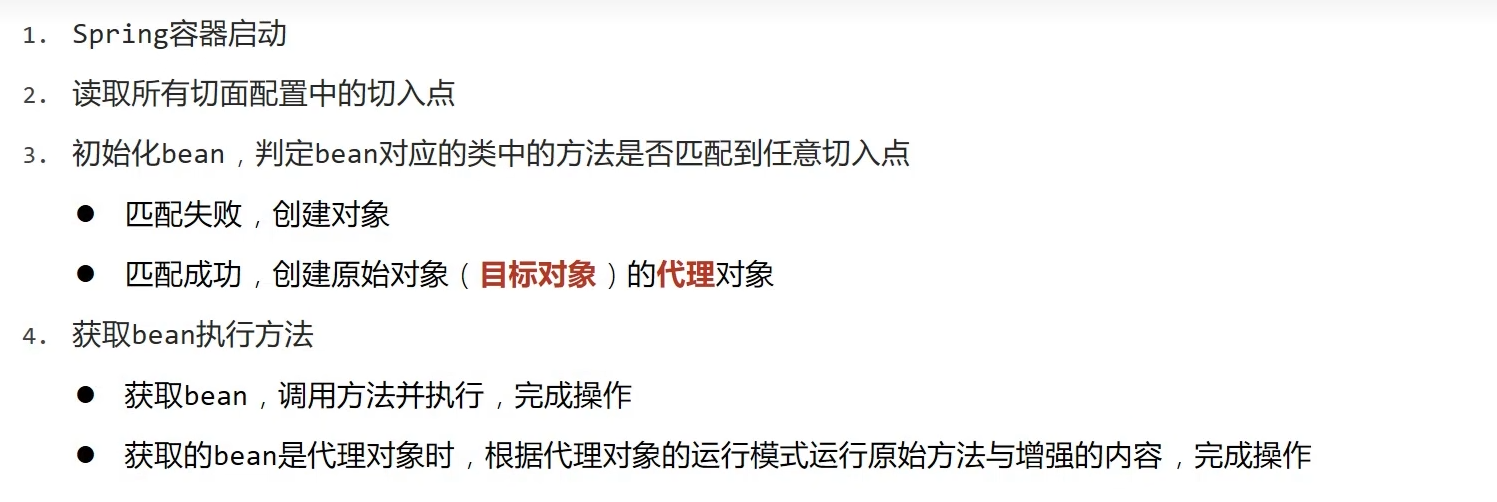 1. Spring容器启动
2. 读取所有切面配置中的切入点
3. 初始化bean，判定bean对应的类中的方法是否匹配到任意切入点
● 匹配失败，创建对象
● 匹配成功，创建原始对象（目标对象）的代理对象
4. 获取bean执行方法
● 获取bean，调用方法并执行，完成操作
● 获取的bean是代理对象时，根据代理对象的运行模式运行原始方法与增强的内容，完成操作